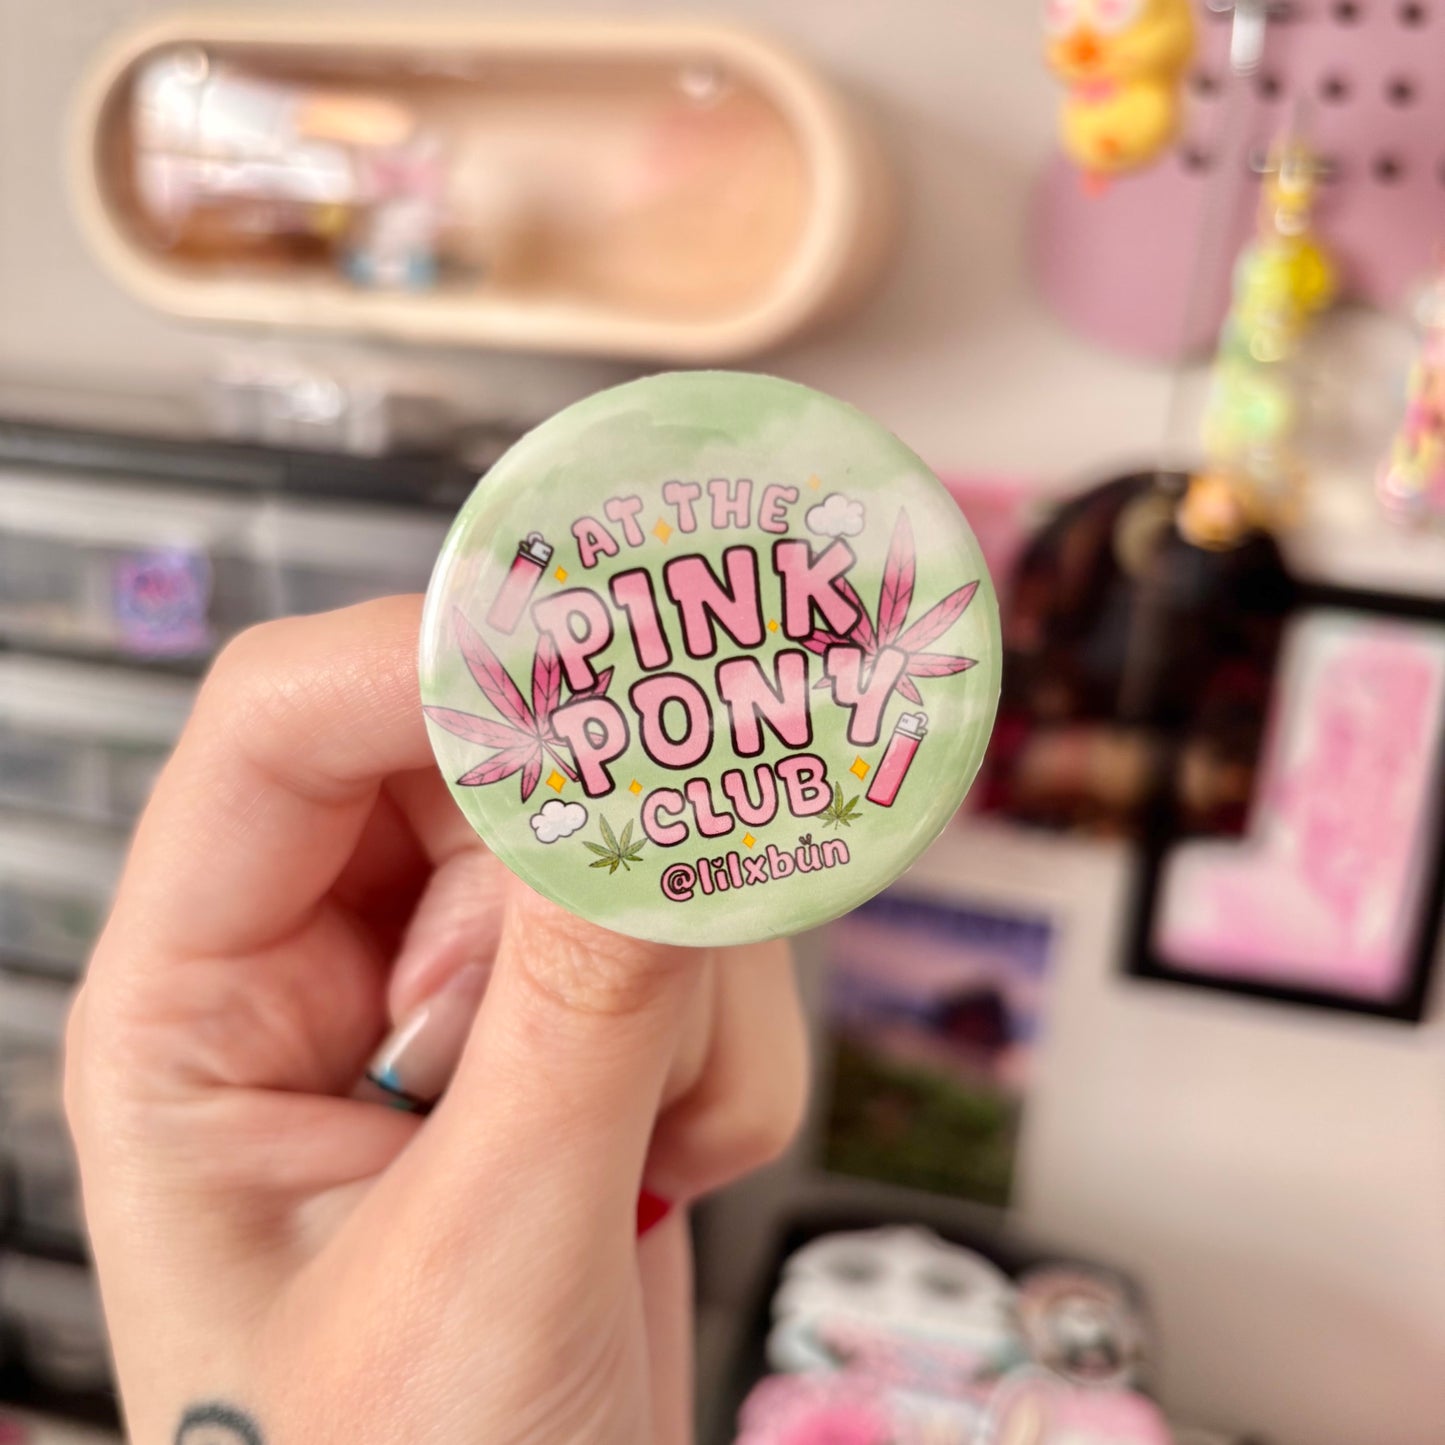 AT THE
PINK
PONY
CLUB
@lilxbün